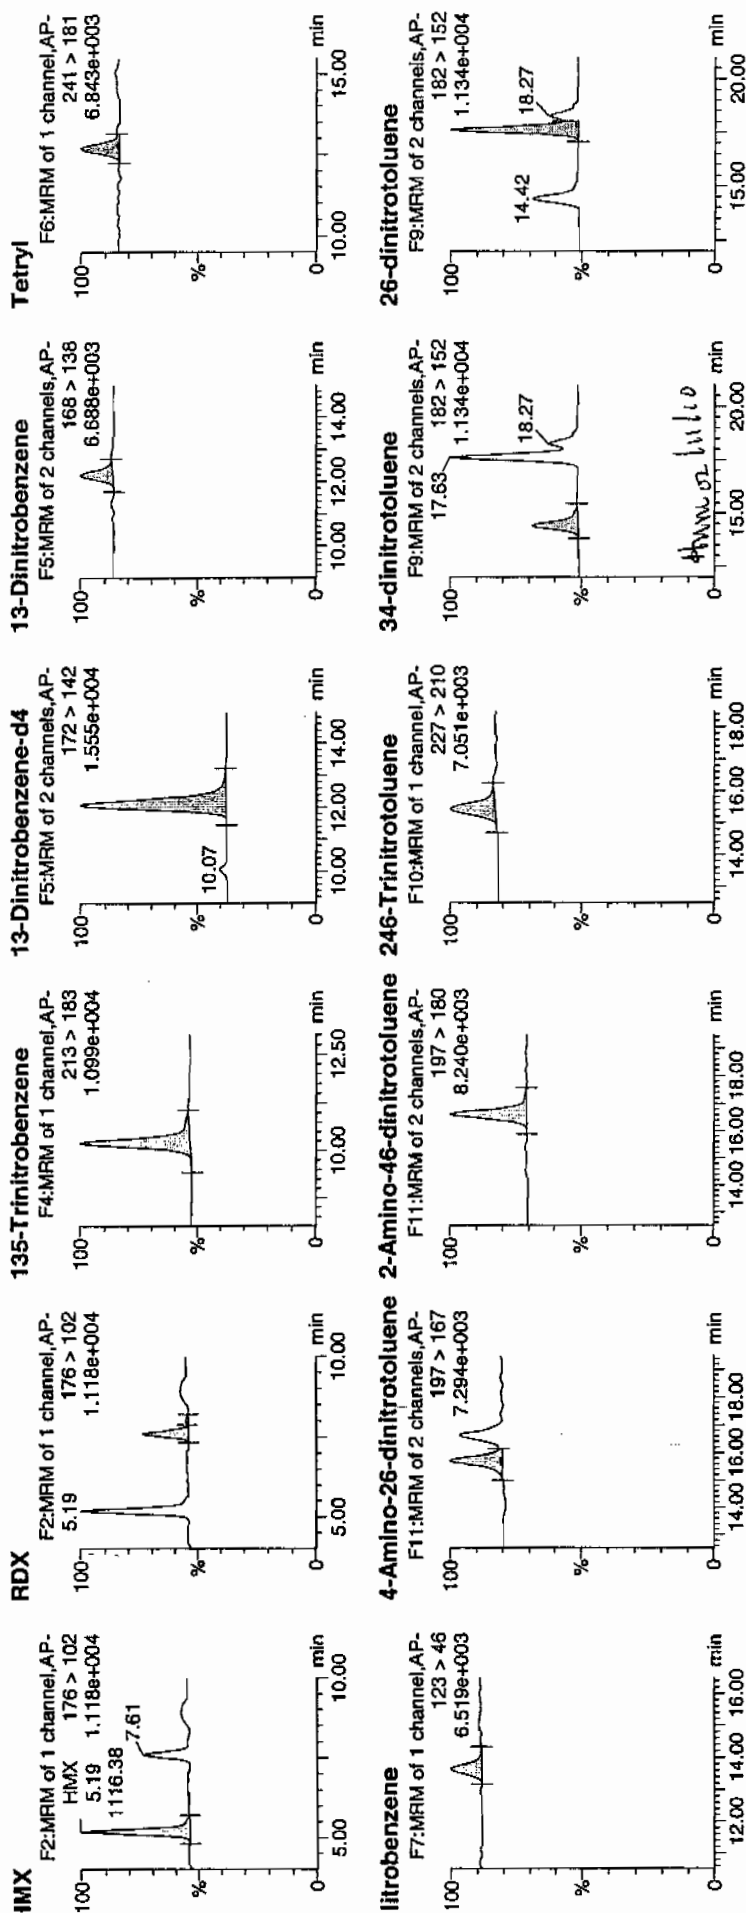 HMX
F2:MRM of 1 channel,AP-
HMX 176 > 102
5.19 1.118e+004
1116.38
7.61
100
%
0
5.00 10.00 min
RDX
F2:MRM of 1 channel,AP-
176 > 102
1.118e+004
5.19
100
%
0
5.00 10.00 min
135-Trinitrobenzene
F4:MRM of 1 channel,AP-
213 > 183
1.099e+004
100
%
0
10.00 12.50 min
13-Dinitrobenzene-d4
F5:MRM of 2 channels,AP-
172 > 142
1.555e+004
10.07
100
%
0
10.00 12.00 14.00 min
13-Dinitrobenzene
F5:MRM of 2 channels,AP-
168 > 138
6.688e+003
100
%
0
10.00 12.00 14.00 min
Tetryl
F6:MRM of 1 channel,AP-
241 > 181
6.843e+003
100
%
0
10.00 15.00 min
litrobenzene
F7:MRM of 1 channel,AP-
123 > 46
6.519e+003
100
%
0
12.00 14.00 16.00 min
4-Amino-26-dinitrotoluene
F11:MRM of 2 channels,AP-
197 > 167
7.294e+003
100
%
0
14.00 16.00 18.00 min
2-Amino-46-dinitrotoluene
F11:MRM of 2 channels,AP-
197 > 180
8.240e+003
100
%
0
14.00 16.00 18.00 min
246-Trinitrotoluene
F10:MRM of 1 channel,AP-
227 > 210
7.051e+003
100
%
0
14.00 16.00 18.00 min
34-dinitrotoluene
F9:MRM of 2 channels,AP-
182 > 152
1.134e+004
17.63
18.27
100
%
0
15.00 20.00 min
26-dinitrotoluene
F9:MRM of 2 channels,AP-
182 > 152
1.134e+004
14.42
18.27
100
%
0
15.00 20.00 min